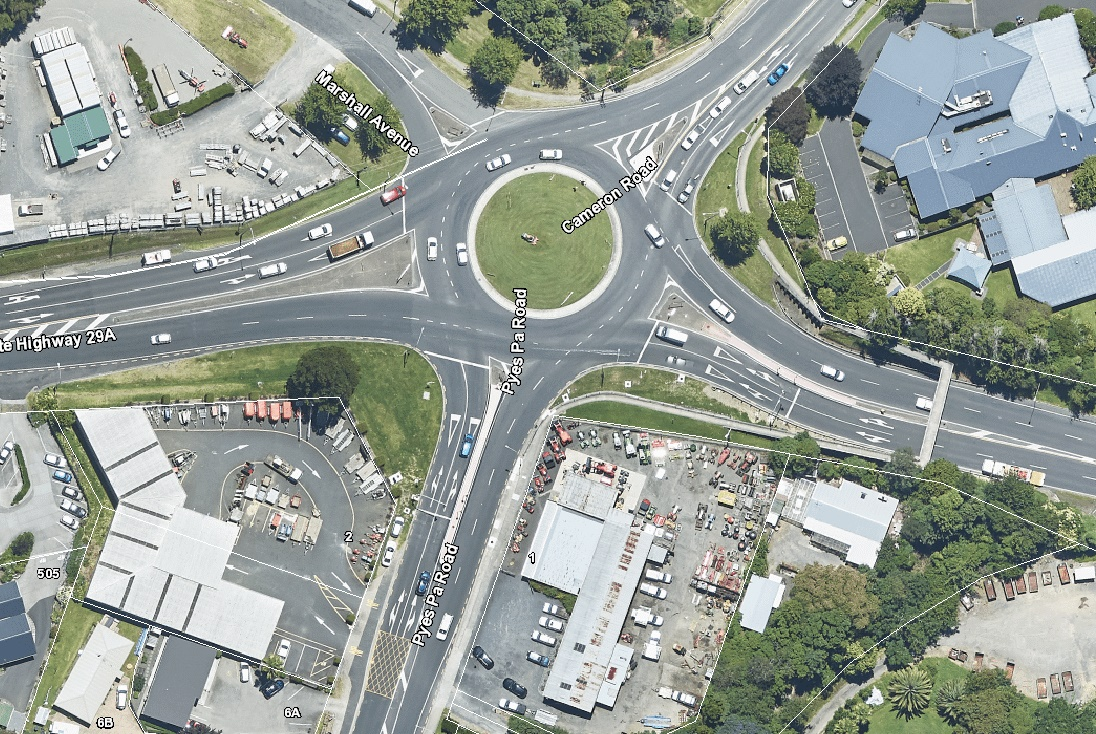 Marshall Avenue
Cameron Road
te Highway 29A
Pyes Pa Road
Pyes Pa Road
505
2
1
6B
6A